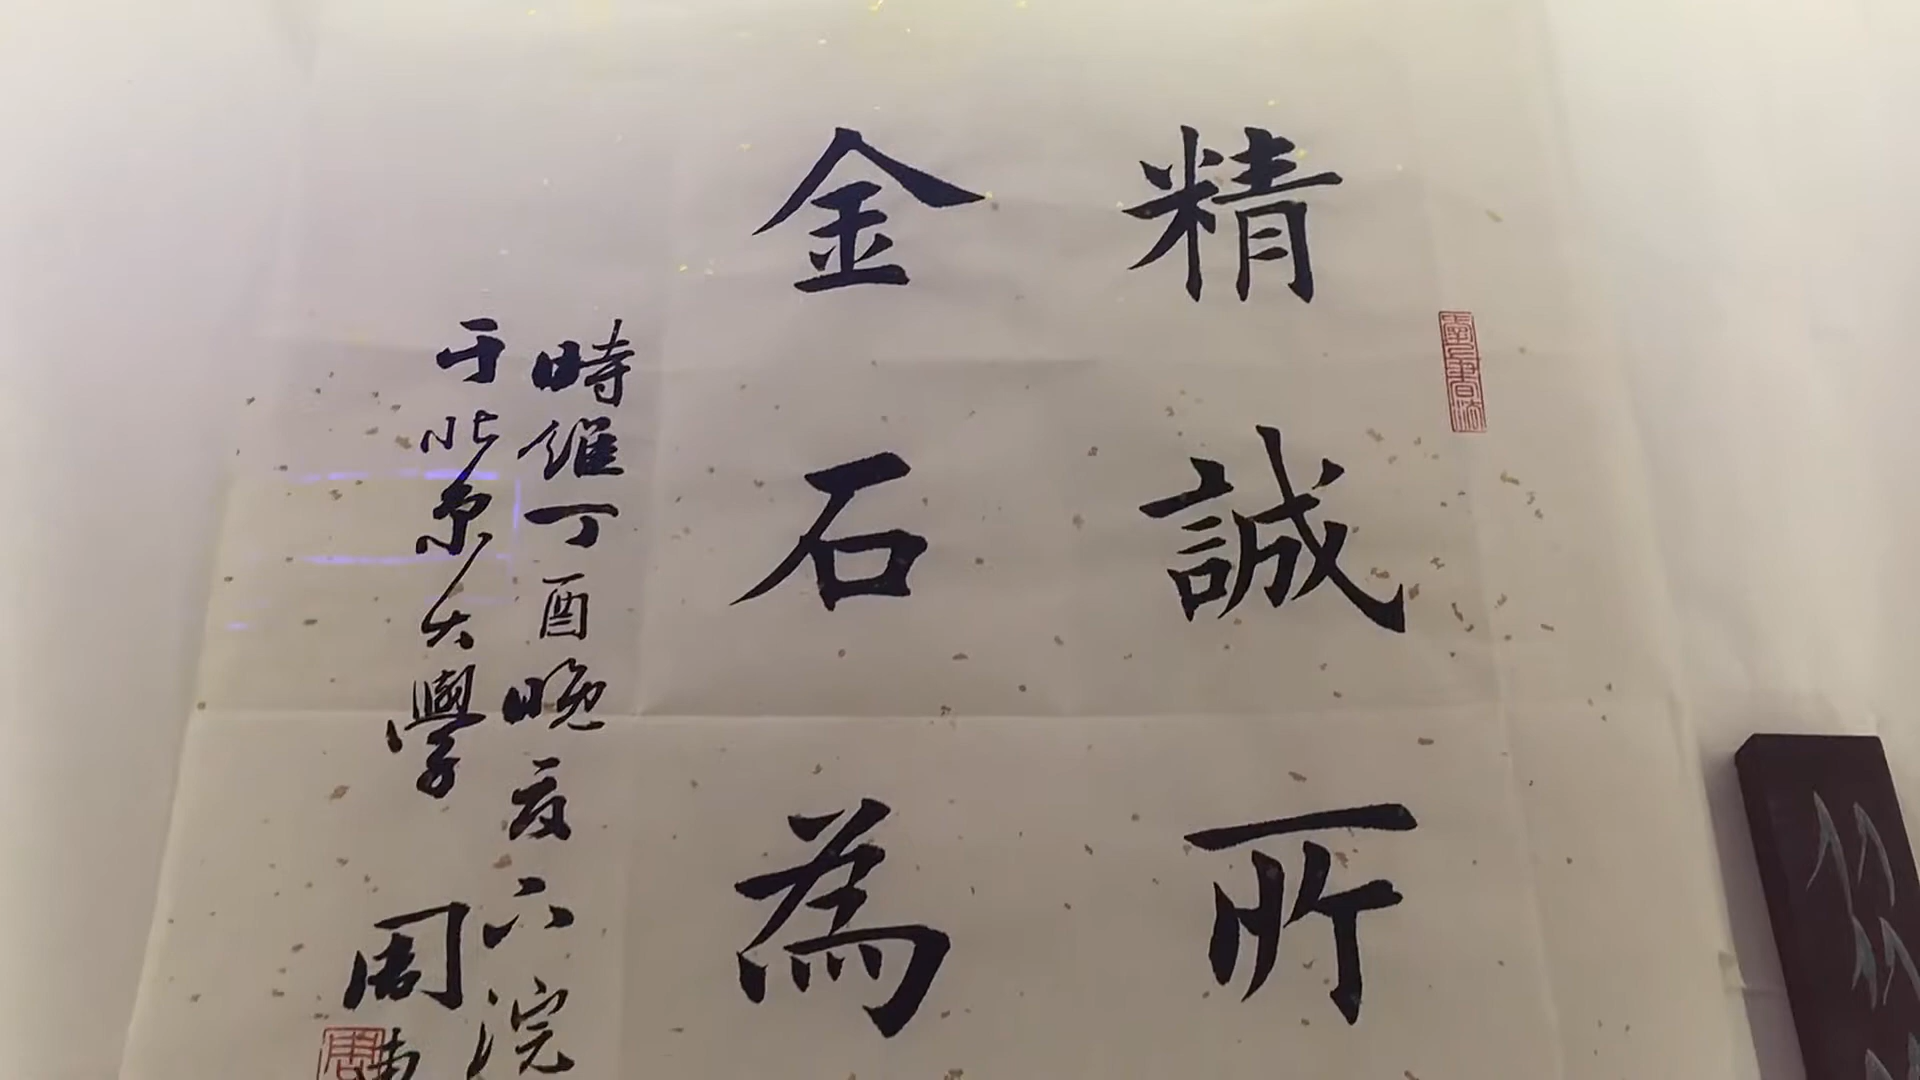 精誠所
金石為
時維丁酉晚夏六浣
于北京大學 周南